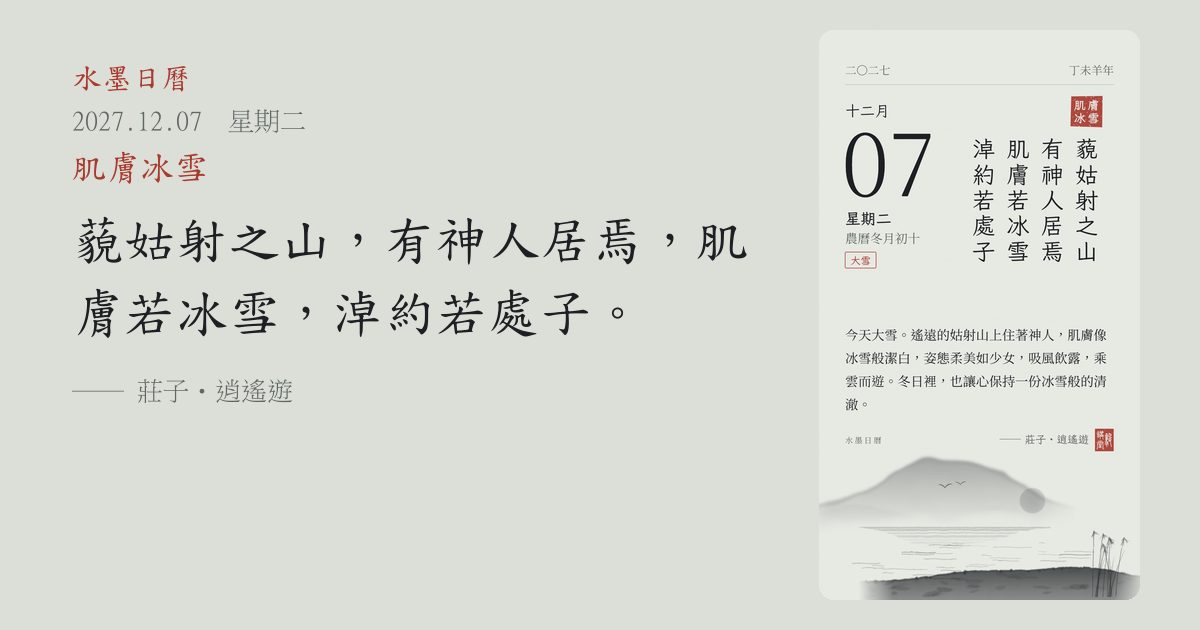 水墨日曆
2027.12.07 星期二
肌膚冰雪
藐姑射之山，有神人居焉，肌
膚若冰雪，淖約若處子。
—— 莊子・逍遙遊
二〇二七
丁未羊年
十二月
07
星期二
農曆冬月初十
大雪
肌膚
冰雪
藐姑射之山
有神人居焉
肌膚若冰雪
淖約若處子
今天大雪。遙遠的姑射山上住著神人，肌膚像
冰雪般潔白，姿態柔美如少女，吸風飲露，乘
雲而遊。冬日裡，也讓心保持一份冰雪般的清
澈。
水墨日曆
—— 莊子・逍遙遊